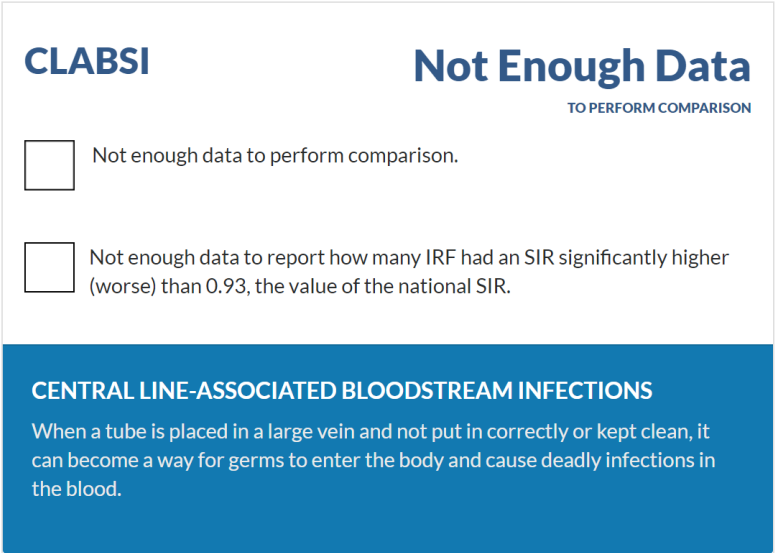 CLABSI
Not Enough Data
TO PERFORM COMPARISON
Not enough data to perform comparison.
Not enough data to report how many IRF had an SIR significantly higher
(worse) than 0.93, the value of the national SIR.
CENTRAL LINE-ASSOCIATED BLOODSTREAM INFECTIONS
When a tube is placed in a large vein and not put in correctly or kept clean, it
can become a way for germs to enter the body and cause deadly infections in
the blood.